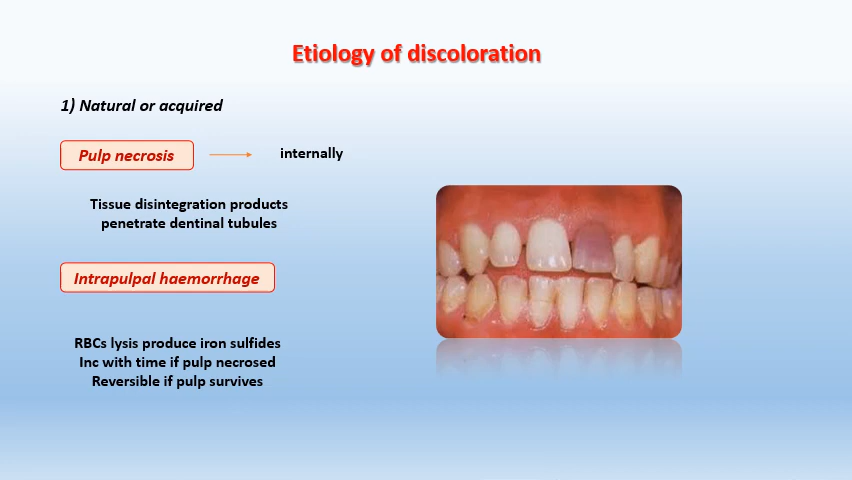 Etiology of discoloration
1) Natural or acquired
Pulp necrosis
internally
Tissue disintegration products
penetrate dentinal tubules
Intrapulpal haemorrhage
RBCs lysis produce iron sulfides
Inc with time if pulp necrosed
Reversible if pulp survives